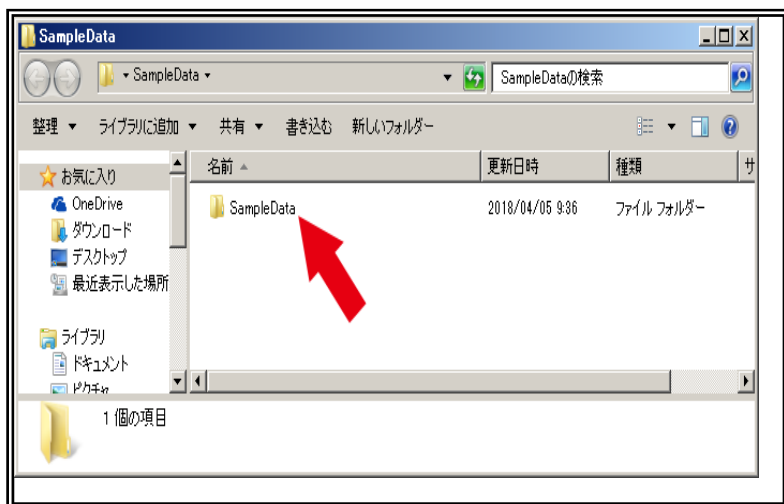 SampleData
SampleData
SampleDataの検索
整理 ライブラリに追加 共有 書き込む 新しいフォルダー
名前 更新日時 種類 サ
お気に入り
OneDrive
ダウンロード
デスクトップ
最近表示した場所
ライブラリ
ドキュメント
ピクチャ
SampleData 2018/04/05 9:36 ファイル フォルダー
1 個の項目